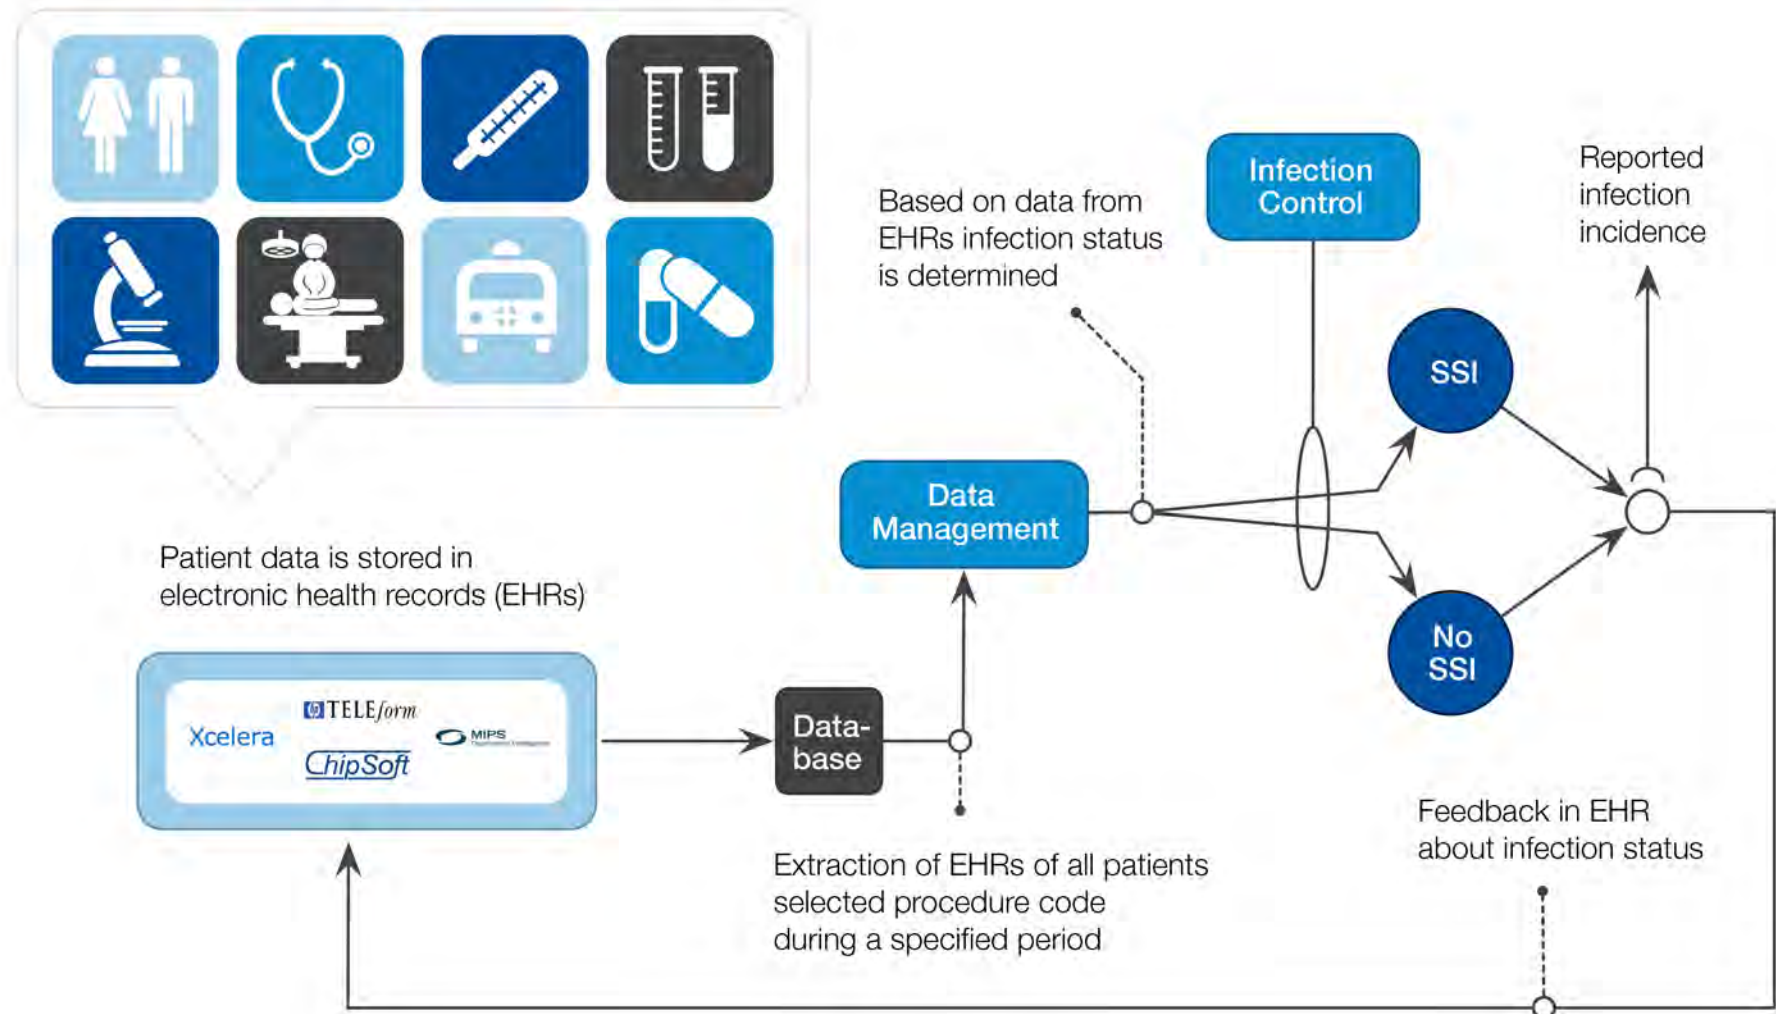 Infection
Control
Reported
infection
incidence
Based on data from
EHRs infection status
is determined
SSI
Data
Management
Patient data is stored in
electronic health records (EHRs)
No
SSI
Xcelera
hp TELEform
MIPS
ChipSoft
Data-
base
Extraction of EHRs of all patients
selected procedure code
during a specified period
Feedback in EHR
about infection status